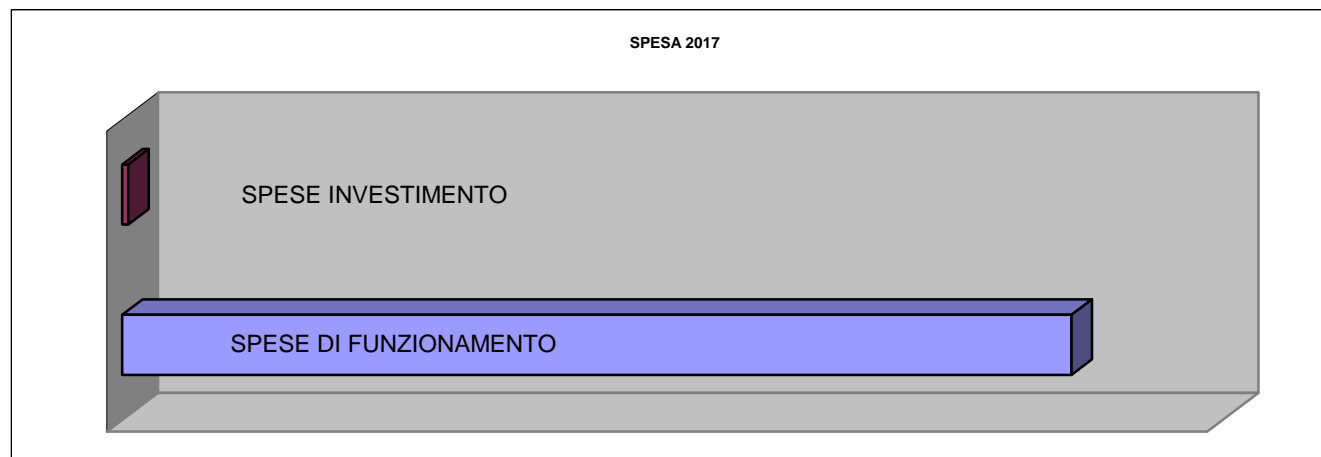 SPESA 2017
SPESE INVESTIMENTO
SPESE DI FUNZIONAMENTO